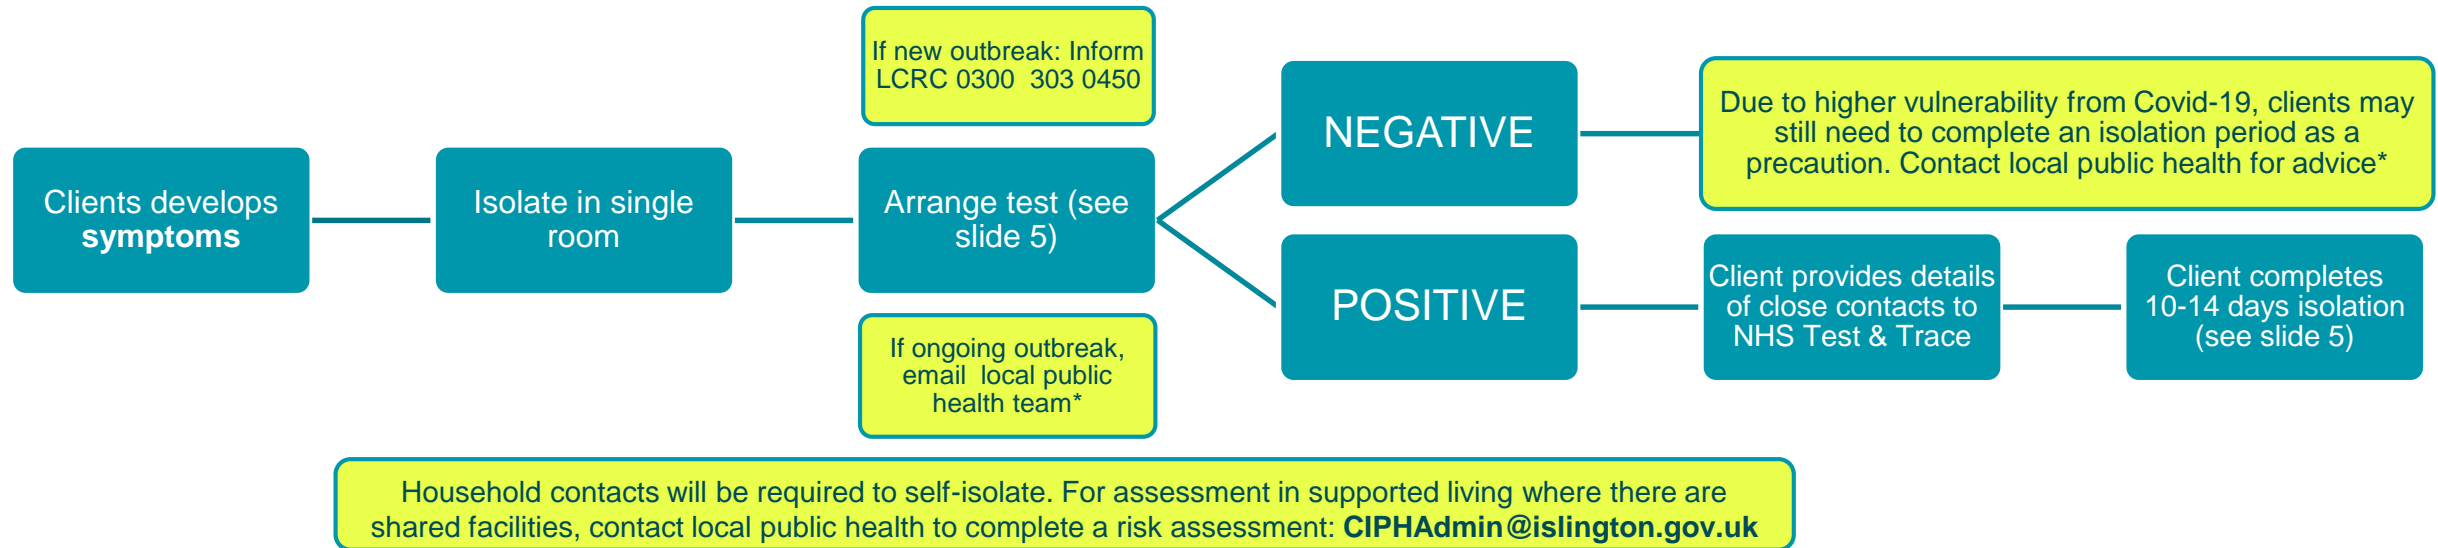 Clients develops
symptoms
Isolate in single
room
If new outbreak: Inform
LCRC 0300  303 0450
Arrange test (see
slide 5)
If ongoing outbreak,
email  local public
health team*
NEGATIVE
Due to higher vulnerability from Covid-19, clients may
still need to complete an isolation period as a
precaution. Contact local public health for advice*
POSITIVE
Client provides details
of close contacts to
NHS Test & Trace
Client completes
10-14 days isolation
(see slide 5)
Household contacts will be required to self-isolate. For assessment in supported living where there are
shared facilities, contact local public health to complete a risk assessment: CIPHAdmin@islington.gov.uk